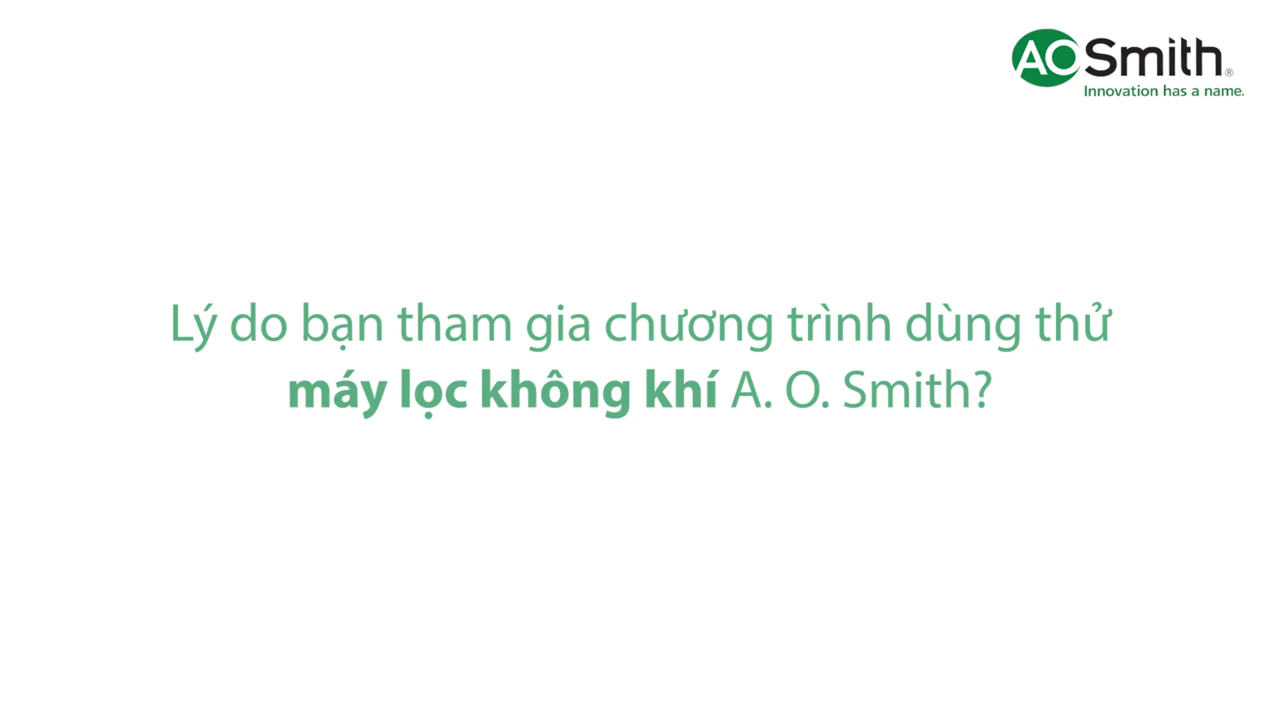 AOSmith®
Innovation has a name.
Lý do bạn tham gia chương trình dùng thử
máy lọc không khí A. O. Smith?